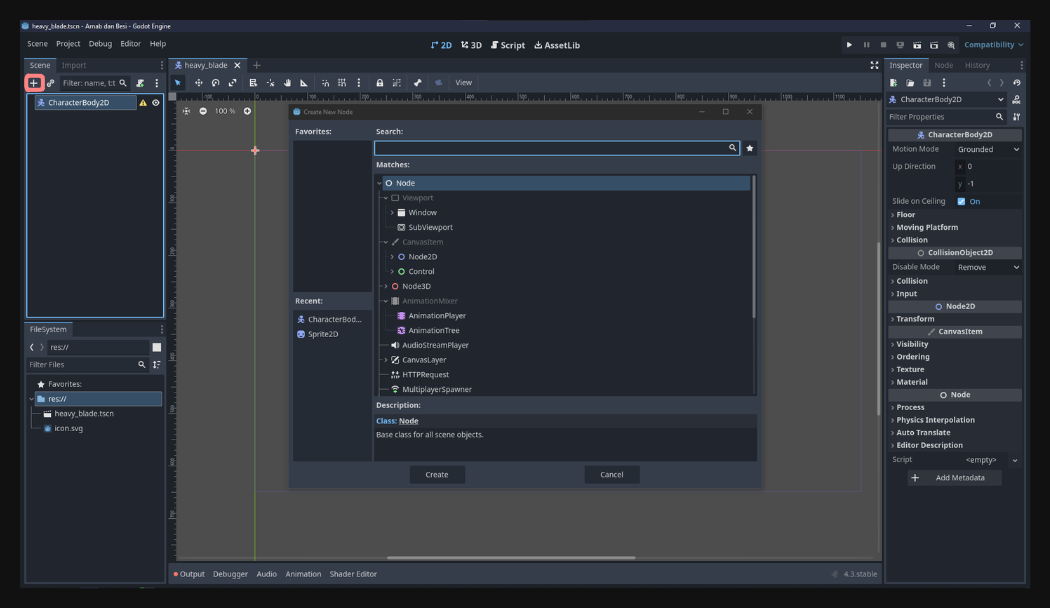 heavy_blade.tscn - Arnab dan Besi - Godot Engine
Scene Project Debug Editor Help
2D 3D Script AssetLib
Compatibility
Scene Import
heavy_blade
Inspector Node History
Filter: name, t:t
View
CharacterBody2D
100 %
Create New Node
Favorites:
Search:
Matches:
Node
Viewport
Window
SubViewport
CanvasItem
Node2D
Control
Node3D
AnimationMixer
AnimationPlayer
AnimationTree
AudioStreamPlayer
CanvasLayer
HTTPRequest
MultiplayerSpawner
Recent:
CharacterBod...
Sprite2D
Description:
Class: Node
Base class for all scene objects.
Create Cancel
FileSystem
res://
Filter Files
Favorites:
res://
heavy_blade.tscn
icon.svg
Output Debugger Audio Animation Shader Editor
4.3.stable
CharacterBody2D
Filter Properties
CharacterBody2D
Motion Mode Grounded
Up Direction x 0
y -1
Slide on Ceiling On
Floor
Moving Platform
Collision
CollisionObject2D
Disable Mode Remove
Collision
Input
Node2D
Transform
CanvasItem
Visibility
Ordering
Texture
Material
Node
Process
Physics Interpolation
Auto Translate
Editor Description
Script <empty>
Add Metadata